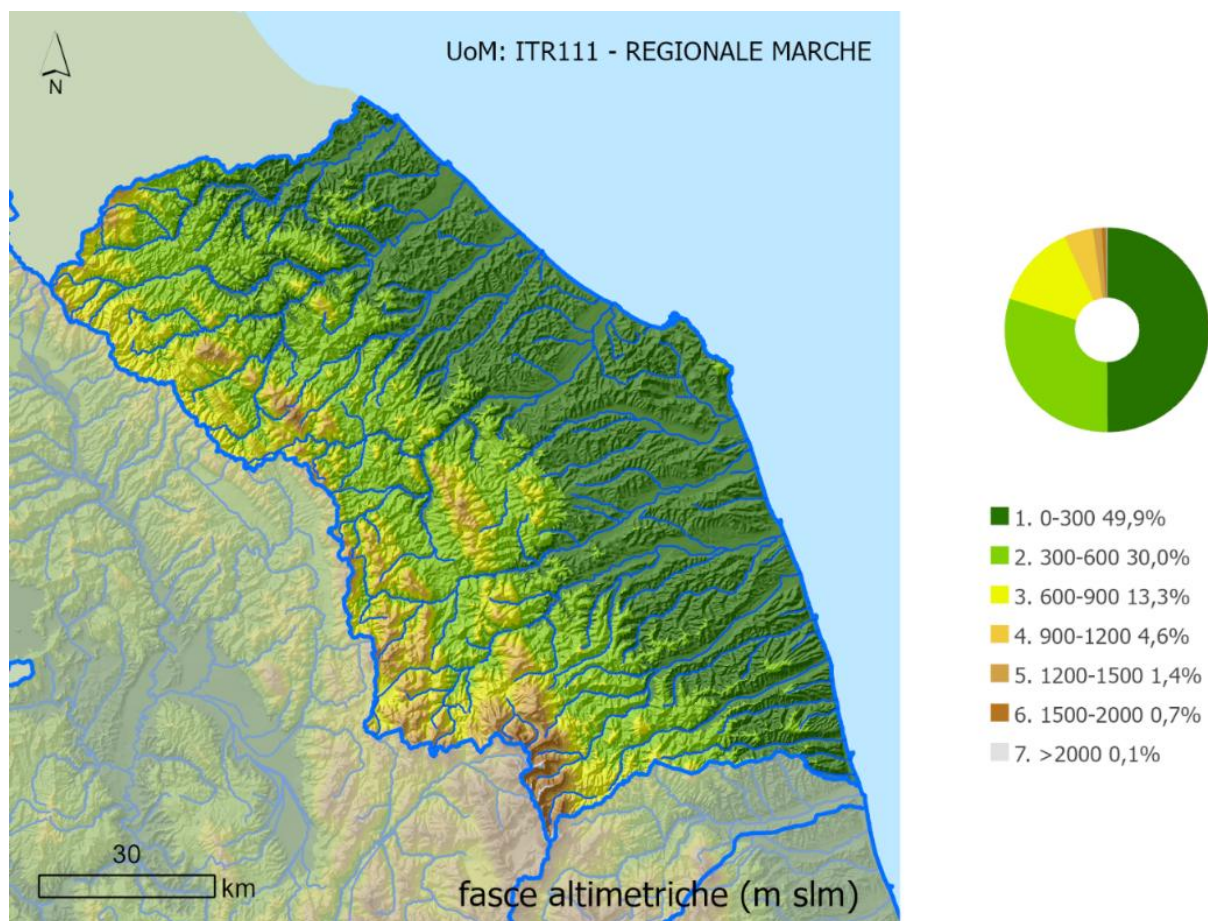 UoM: ITR111 - REGIONALE MARCHE
N
1. 0-300 49,9%
2. 300-600 30,0%
3. 600-900 13,3%
4. 900-1200 4,6%
5. 1200-1500 1,4%
6. 1500-2000 0,7%
7. >2000 0,1%
30
km
fasce altimetriche (m slm)